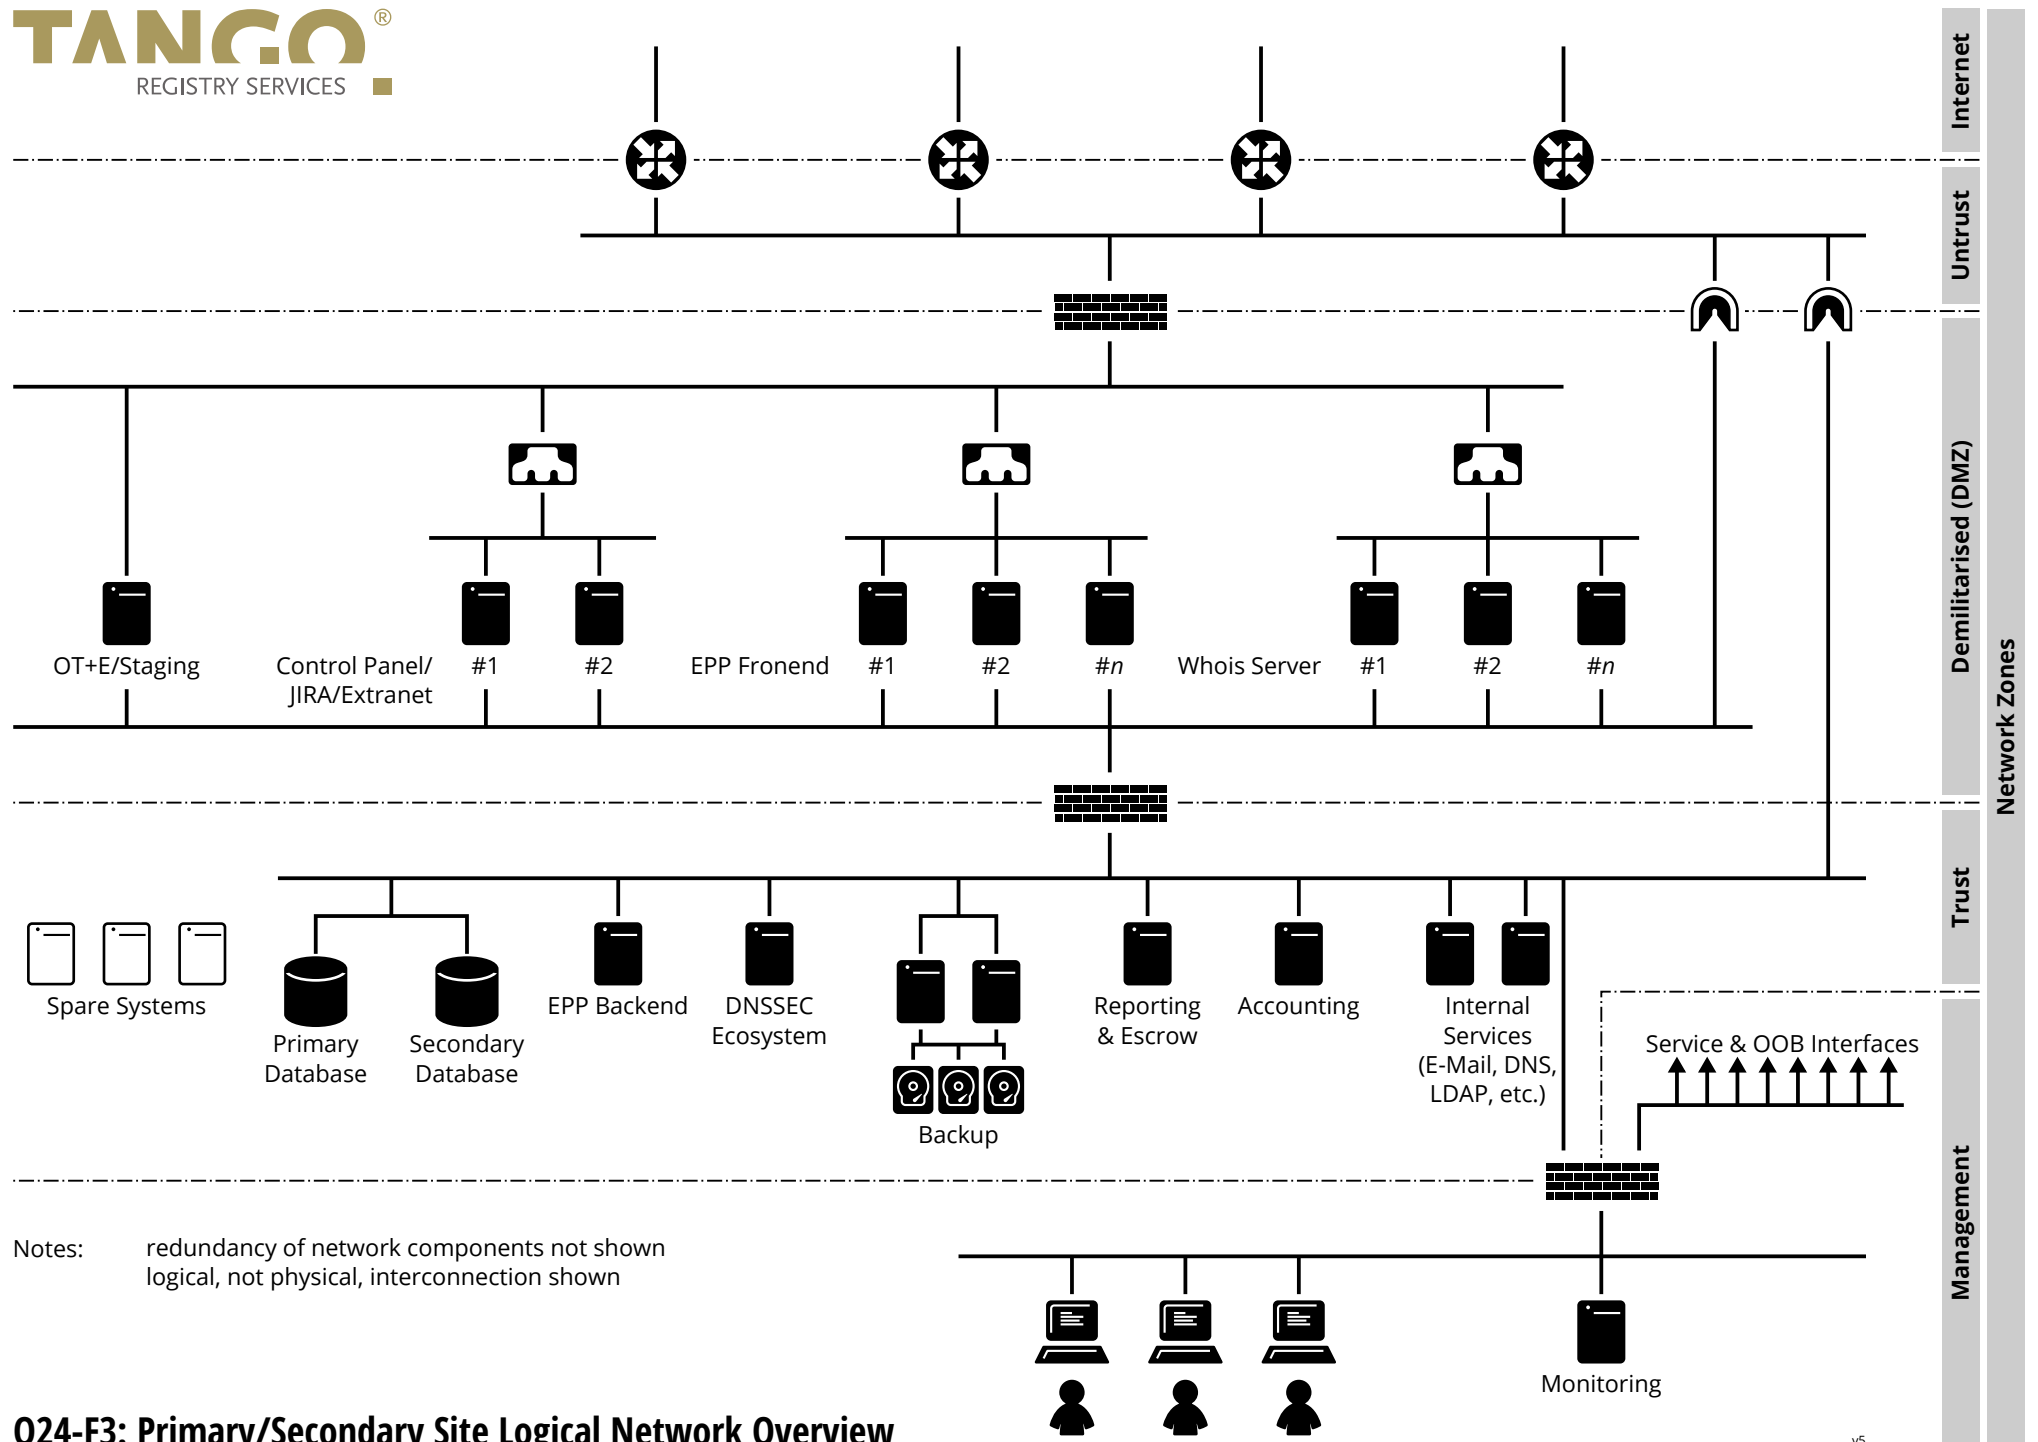 TANGO®
REGISTRY SERVICES
Internet
Untrust
Demilitarised (DMZ)
Network Zones
OT+E/Staging
Control Panel/
JIRA/Extranet
#1
#2
EPP Fronend
#1
#2
#n
Whois Server
#1
#2
#n
Trust
Spare Systems
Primary
Database
Secondary
Database
EPP Backend
DNSSEC
Ecosystem
Backup
Reporting
& Escrow
Accounting
Internal
Services
(E-Mail, DNS,
LDAP, etc.)
Service & OOB Interfaces
Management
Notes:
redundancy of network components not shown
logical, not physical, interconnection shown
Monitoring
Q24-F3: Primary/Secondary Site Logical Network Overview
v5